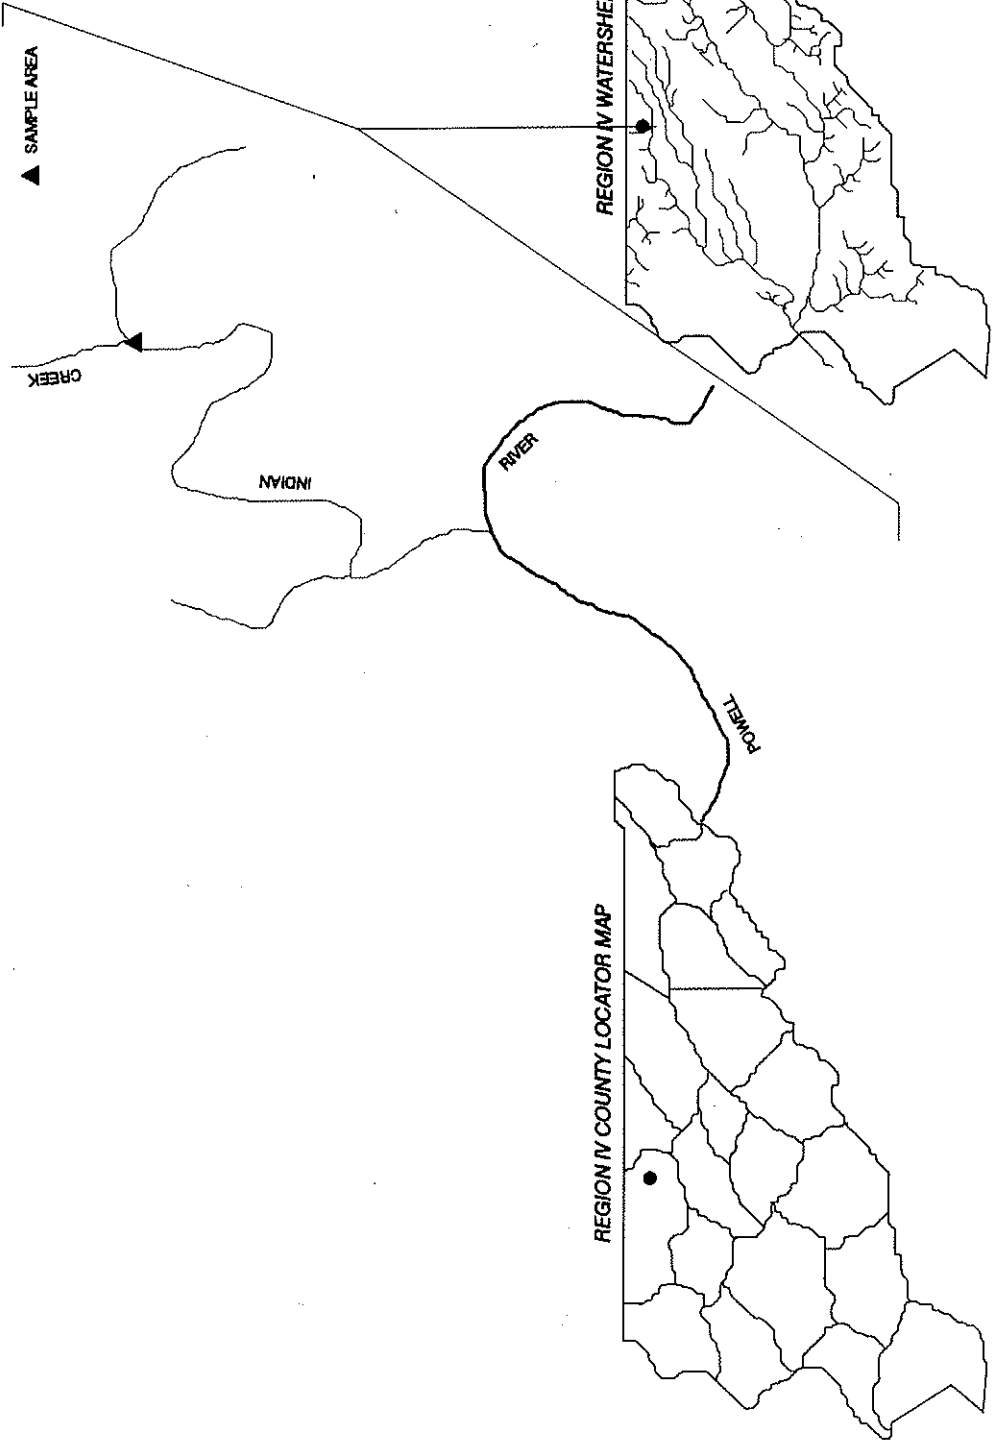 SAMPLE AREA
CREEK
INDIAN
RIVER
POWELL
REGION IV COUNTY LOCATOR MAP
REGION IV WATERSHE